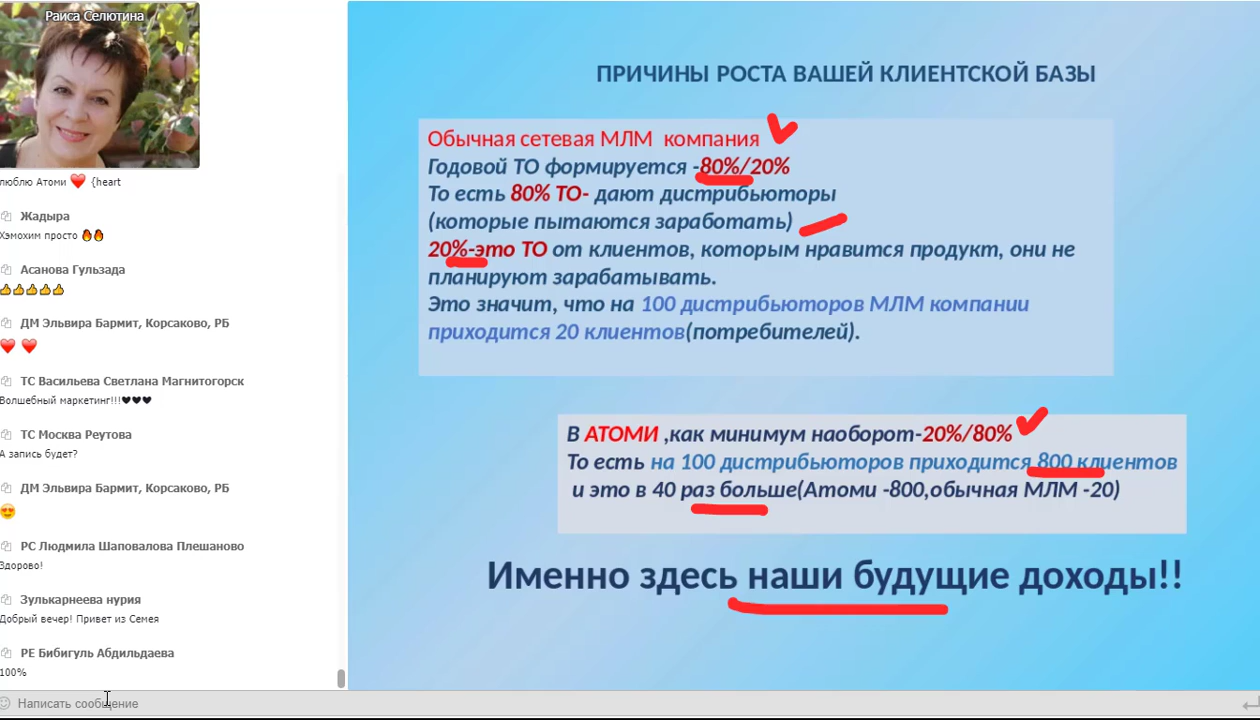 Раиса Селютина
люблю Атоми ❤️ {heart
Жадыра
Хэмохим просто 🔥🔥
Асанова Гульзада
👍👍👍👍👍
ДМ Эльвира Бармит, Корсаково, РБ
❤️ ❤️
ТС Васильева Светлана Магнитогорск
Волшебный маркетинг!!!♥♥♥
ТС Москва Реутова
А запись будет?
ДМ Эльвира Бармит, Корсаково, РБ
😍
РС Людмила Шаповалова Плешаново
Здорово!
Зулькарнеева нурия
Добрый вечер! Привет из Семея
РЕ Бибигуль Абдильдаева
100%
Написать сообщение
ПРИЧИНЫ РОСТА ВАШЕЙ КЛИЕНТСКОЙ БАЗЫ
Обычная сетевая МЛМ компания
Годовой ТО формируется -80%/20%
То есть 80% ТО- дают дистрибьюторы
(которые пытаются заработать)
20%-это ТО от клиентов, которым нравится продукт, они не
планируют зарабатывать.
Это значит, что на 100 дистрибьюторов МЛМ компании
приходится 20 клиентов(потребителей).
В АТОМИ ,как минимум наоборот-20%/80%
То есть на 100 дистрибьюторов приходится 800 клиентов
и это в 40 раз больше(Атоми -800,обычная МЛМ -20)
Именно здесь наши будущие доходы!!